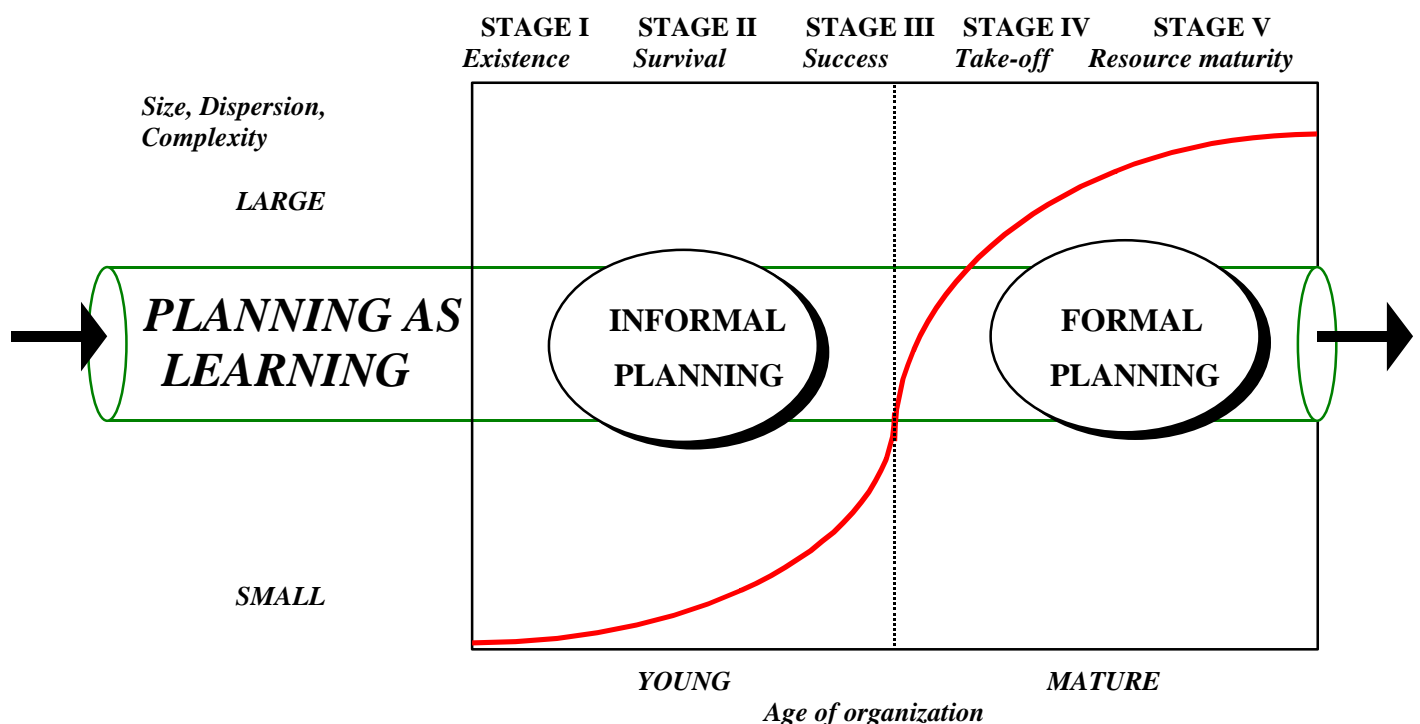 STAGE I STAGE II STAGE III STAGE IV STAGE V
Existence Survival Success Take-off Resource maturity
Size, Dispersion,
Complexity
LARGE
PLANNING AS
LEARNING
INFORMAL
PLANNING
FORMAL
PLANNING
SMALL
YOUNG MATURE
Age of organization